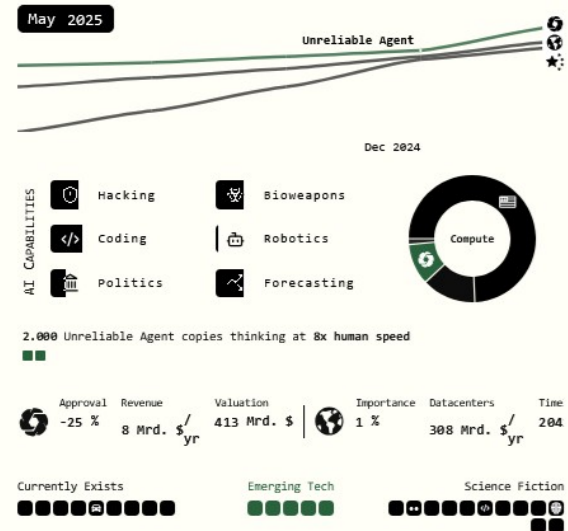 May 2025
Unreliable Agent
Dec 2024
AI CAPABILITIES
Hacking
Bioweapons
Coding
Robotics
Politics
Forecasting
Compute
2.000 Unreliable Agent copies thinking at 8x human speed
Approval Revenue Valuation Importance Datacenters Time
-25 % 8 Mrd. $/yr 413 Mrd. $ 1 % 308 Mrd. $/yr 204
Currently Exists Emerging Tech Science Fiction